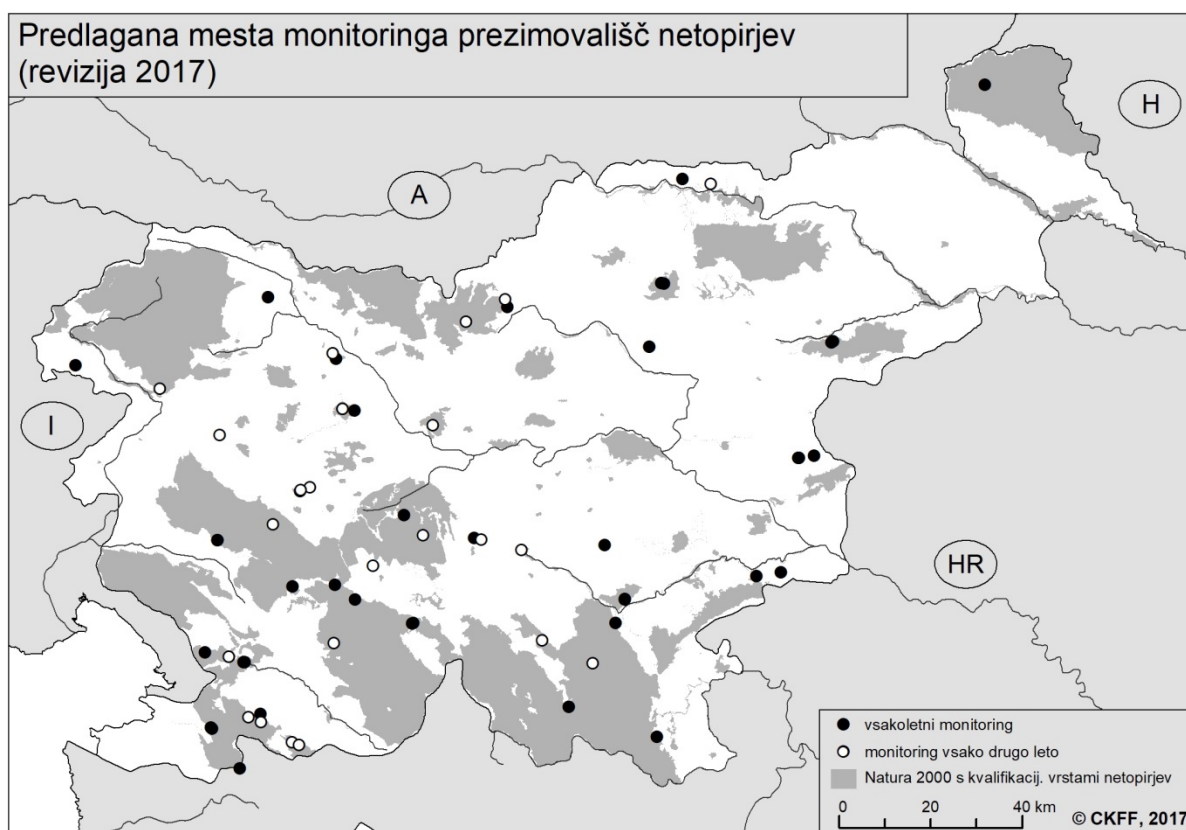 Predlagana mesta monitoringa prezimovališč netopirjev
(revizija 2017)
H
A
I
HR
vsakoletni monitoring
monitoring vsako drugo leto
Natura 2000 s kvalifikacij. vrstami netopirjev
0 20 40 km
© CKFF, 2017